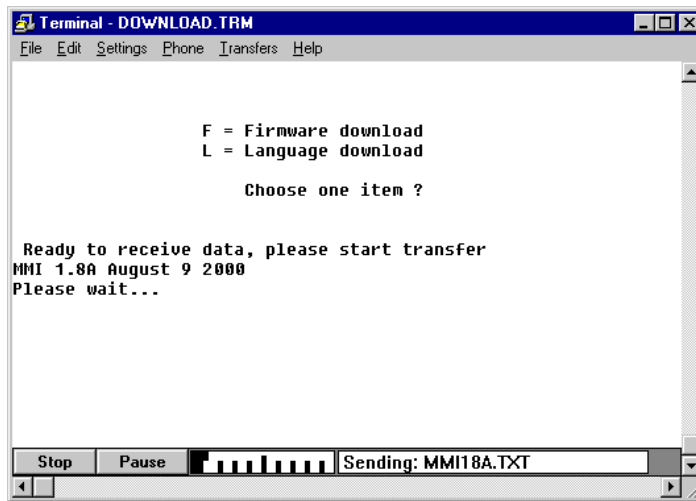 Terminal - DOWNLOAD.TRM
File Edit Settings Phone Transfers Help
F = Firmware download
L = Language download
Choose one item ?
Ready to receive data, please start transfer
MMI 1.8A August 9 2000
Please wait...
Stop Pause Sending: MMI18A.TXT